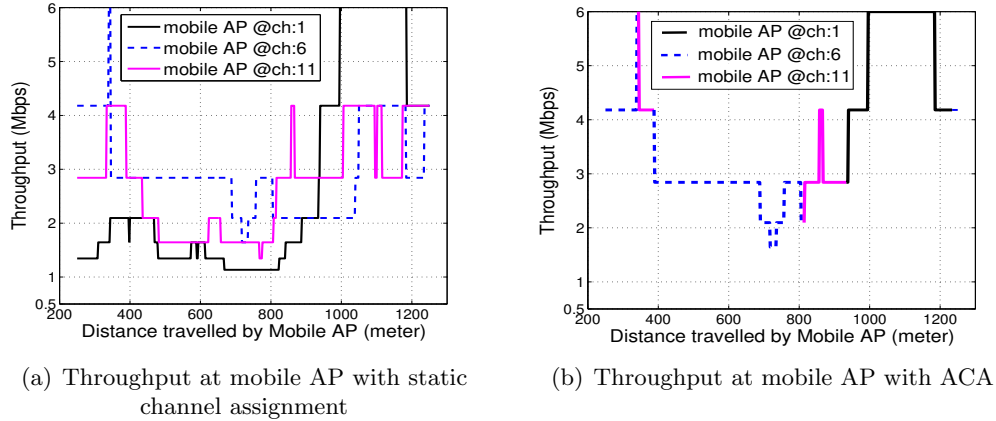 6
5
4
3
2
1
0.5
Throughput (Mbps)
mobile AP @ch:1
mobile AP @ch:6
mobile AP @ch:11
200 400 600 800 1000 1200
Distance travelled by Mobile AP (meter)
(a) Throughput at mobile AP with static
channel assignment
6
5
4
3
2
1
0.5
Throughput (Mbps)
mobile AP @ch:1
mobile AP @ch:6
mobile AP @ch:11
200 400 600 800 1000 1200
Distance travelled by Mobile AP (meter)
(b) Throughput at mobile AP with ACA